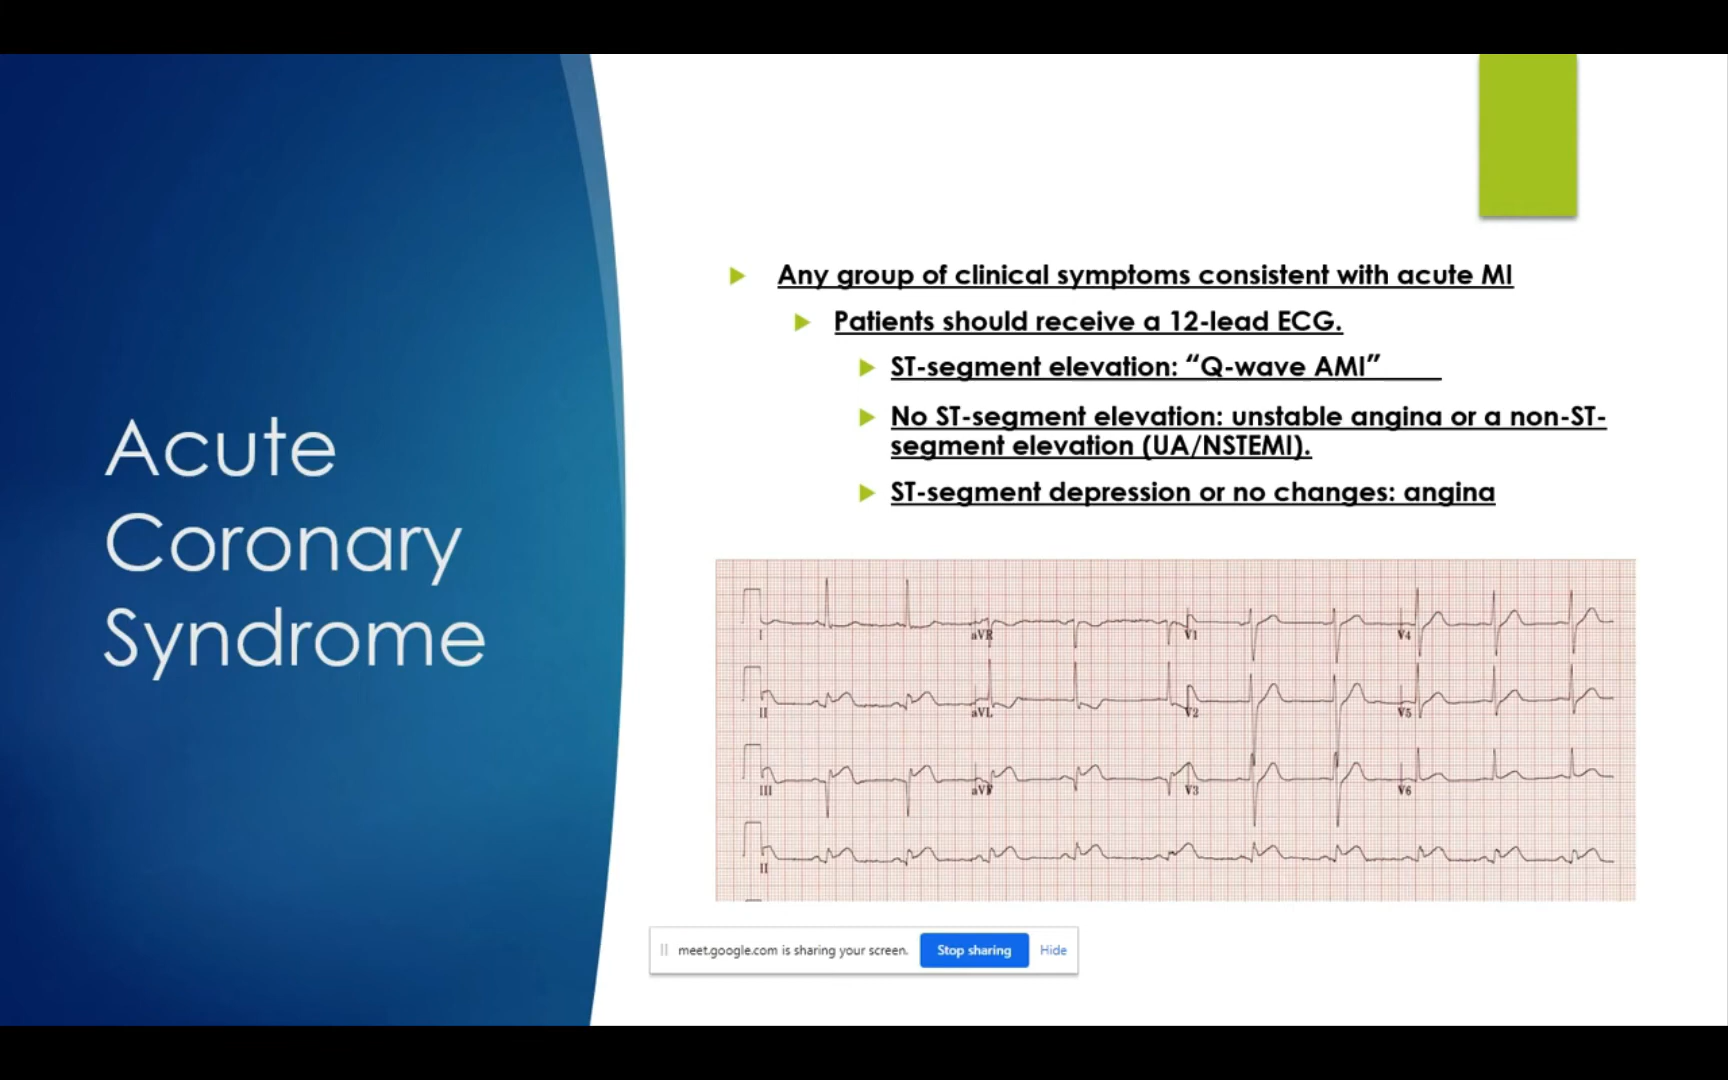 Acute
Coronary
Syndrome
Any group of clinical symptoms consistent with acute MI
Patients should receive a 12-lead ECG.
ST-segment elevation: “Q-wave AMI”
No ST-segment elevation: unstable angina or a non-ST-
segment elevation (UA/NSTEMI).
ST-segment depression or no changes: angina
I aVR V1 V4
II aVL V2 V5
III aVF V3 V6
II
meet.google.com is sharing your screen. Stop sharing Hide